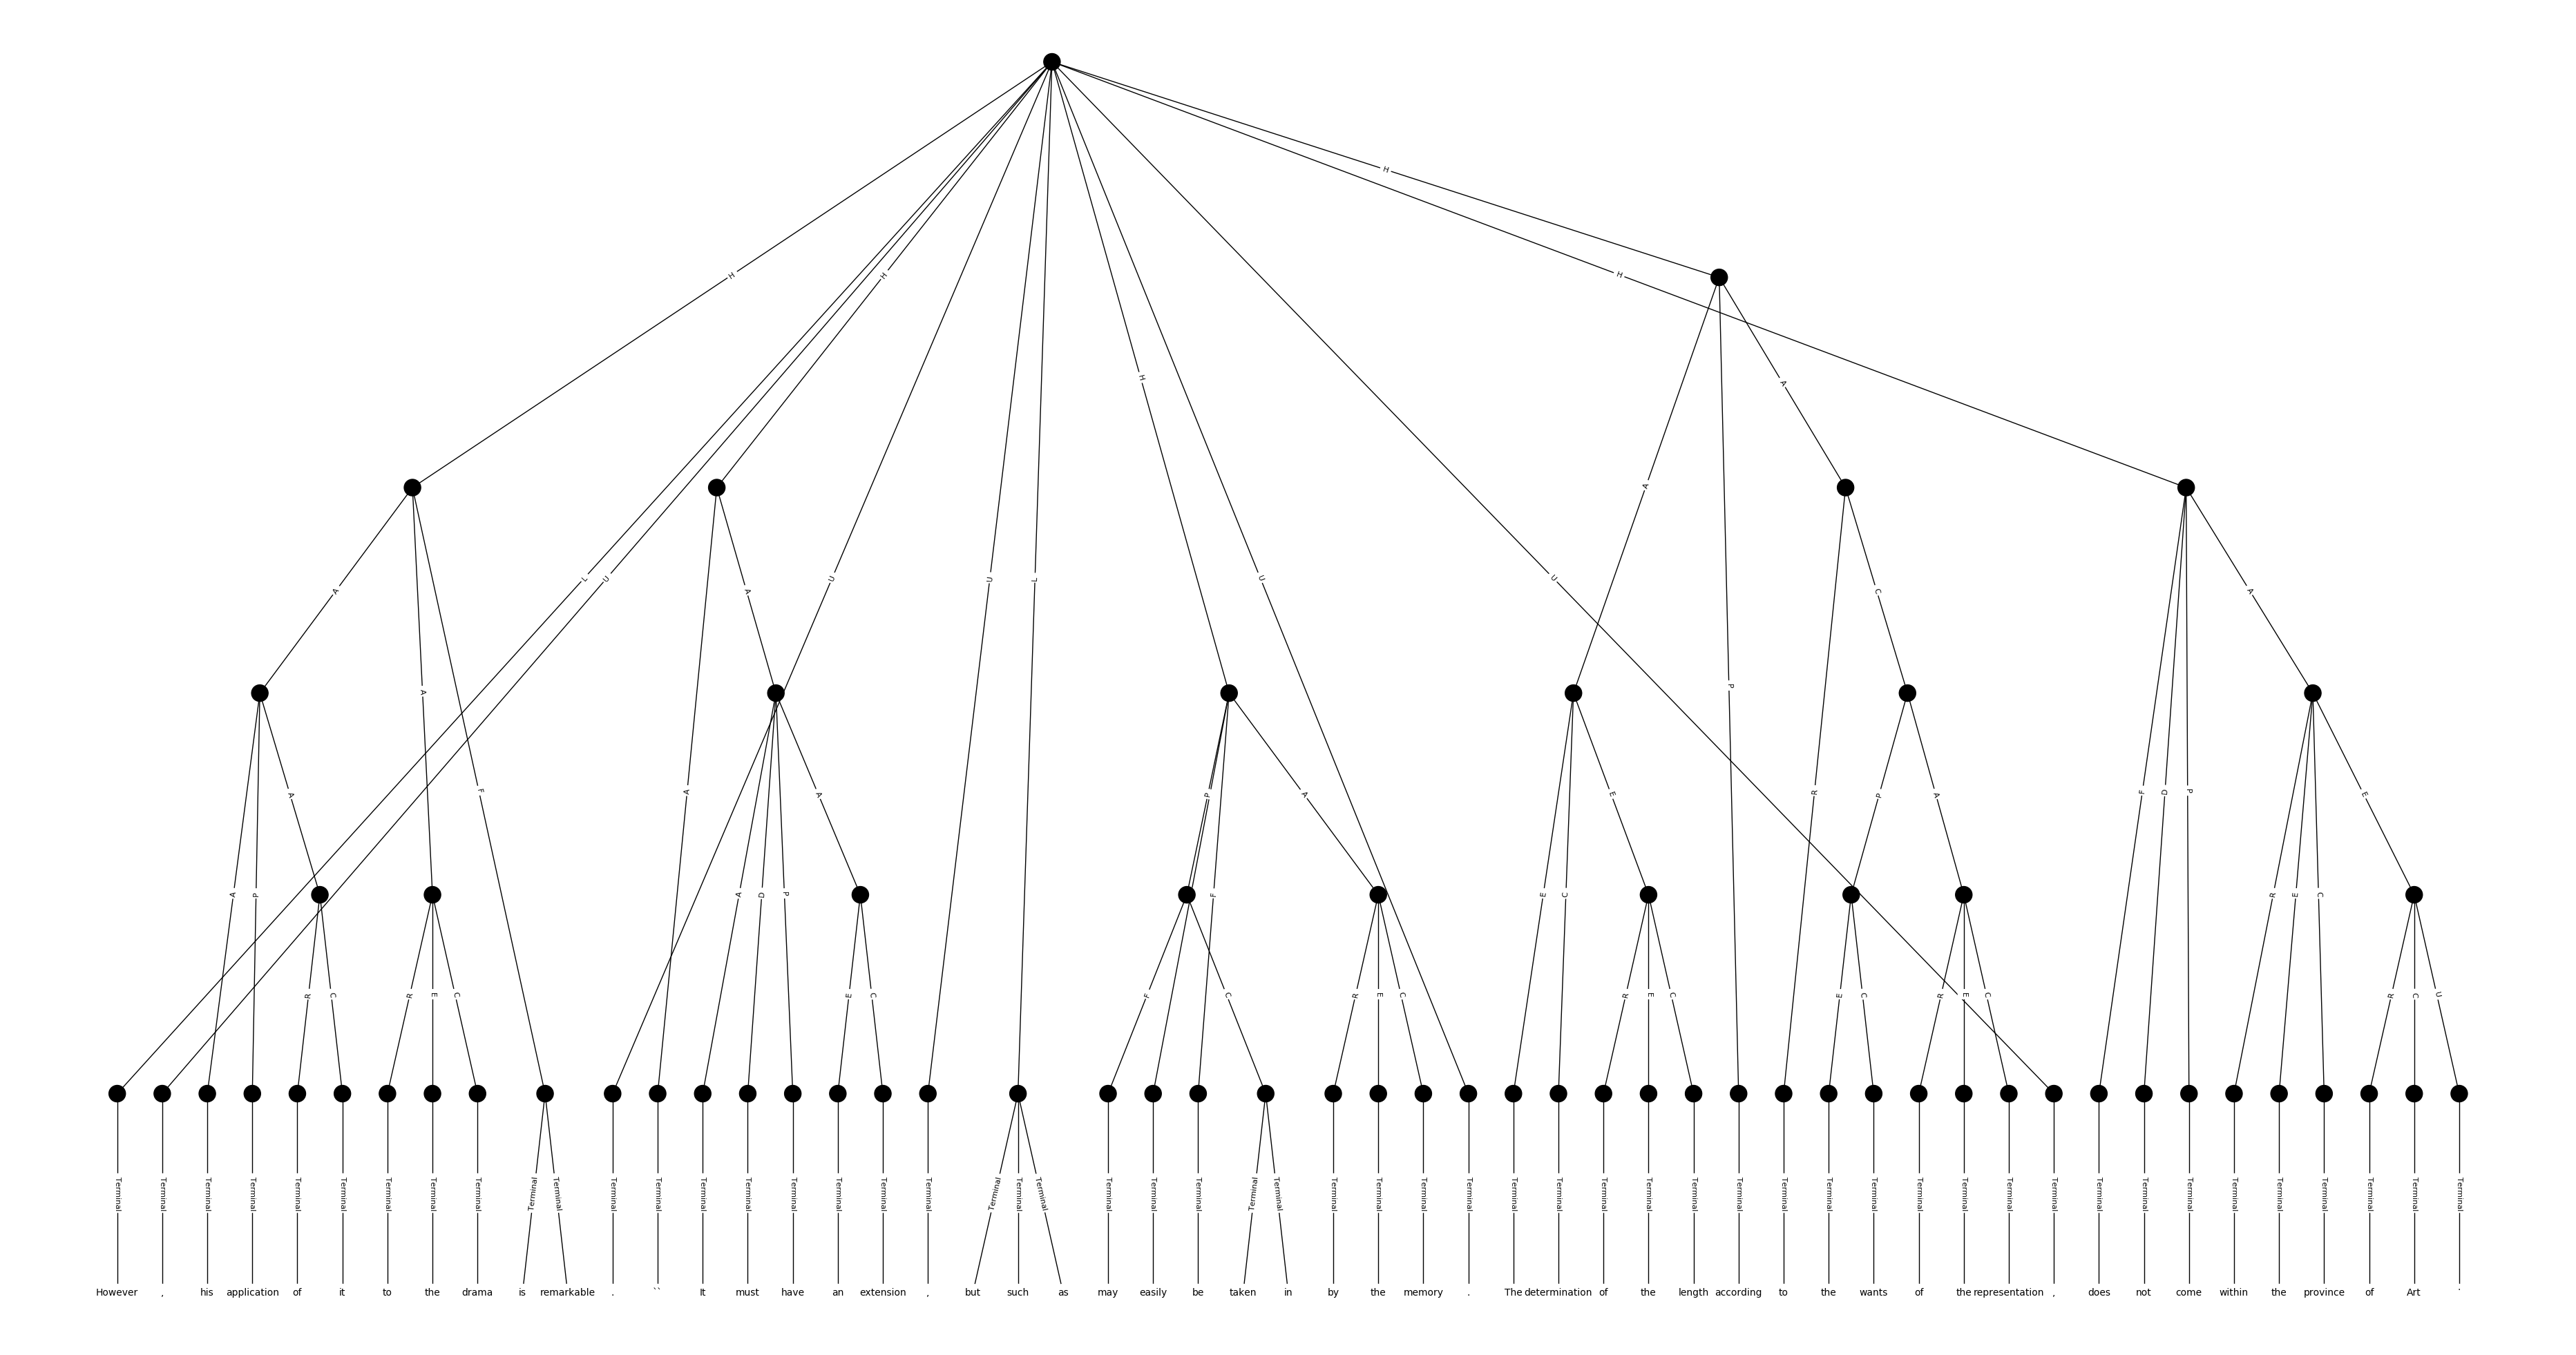 H
H H
H
H
A
A
L U U U L U U
A A C A
A
A A F A P A R P A F D P E
A P A D P F E C R E C
R C R E C E C F C R E C R E C E C R E C R C U
Terminal Terminal Terminal Terminal Terminal Terminal Terminal Terminal Terminal Terminal Terminal Terminal Terminal Terminal Terminal Terminal Terminal Terminal Terminal Terminal Terminal Terminal Terminal Terminal Terminal Terminal Terminal Terminal Terminal Terminal Terminal Terminal Terminal Terminal Terminal Terminal Terminal Terminal Terminal Terminal Terminal Terminal Terminal Terminal Terminal Terminal Terminal Terminal Terminal Terminal Terminal Terminal Terminal Terminal Terminal
However , his application of it to the drama is remarkable . `` It must have an extension , but such as may easily be taken in by the memory . The determination of the length according to the wants of the representation , does not come within the province of Art .